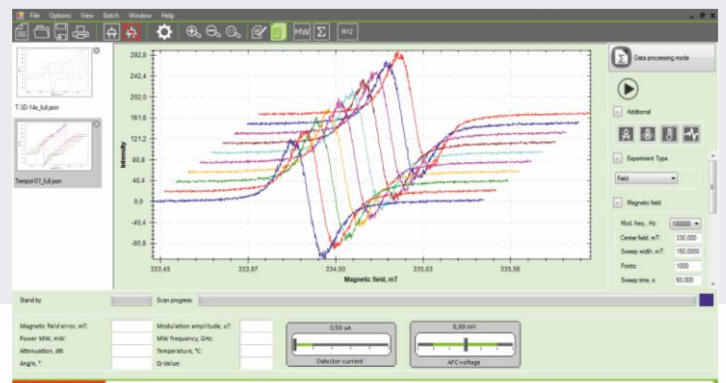 File Options View Batch Window Help
MW Σ WI2
T-3D-14a_full.json
Tempol-01_full.json
Intensity
282,8
242,4
202,0
161,6
121,2
80,8
40,4
0,0
-40,4
-80,8
333,45 333,97 334,50 335,03 335,56
Magnetic field, mT
Data processing mode
Additional
Experiment Type
Field
Magnetic field
Mod. freq., Hz: 100000
Center field, mT: 330,000
Sweep width, mT: 150,0000
Points: 1000
Sweep time, s: 60,000
Stand by
Scan progress:
Magnetic field error, mT:
Power MW, mW:
Attenuation, dB:
Angle, °:
Modulation amplitude, uT:
MW frequency, GHz:
Temperature, °C:
Q-Value:
0,50 uA
Detector current
0,00 mV
AFC voltage